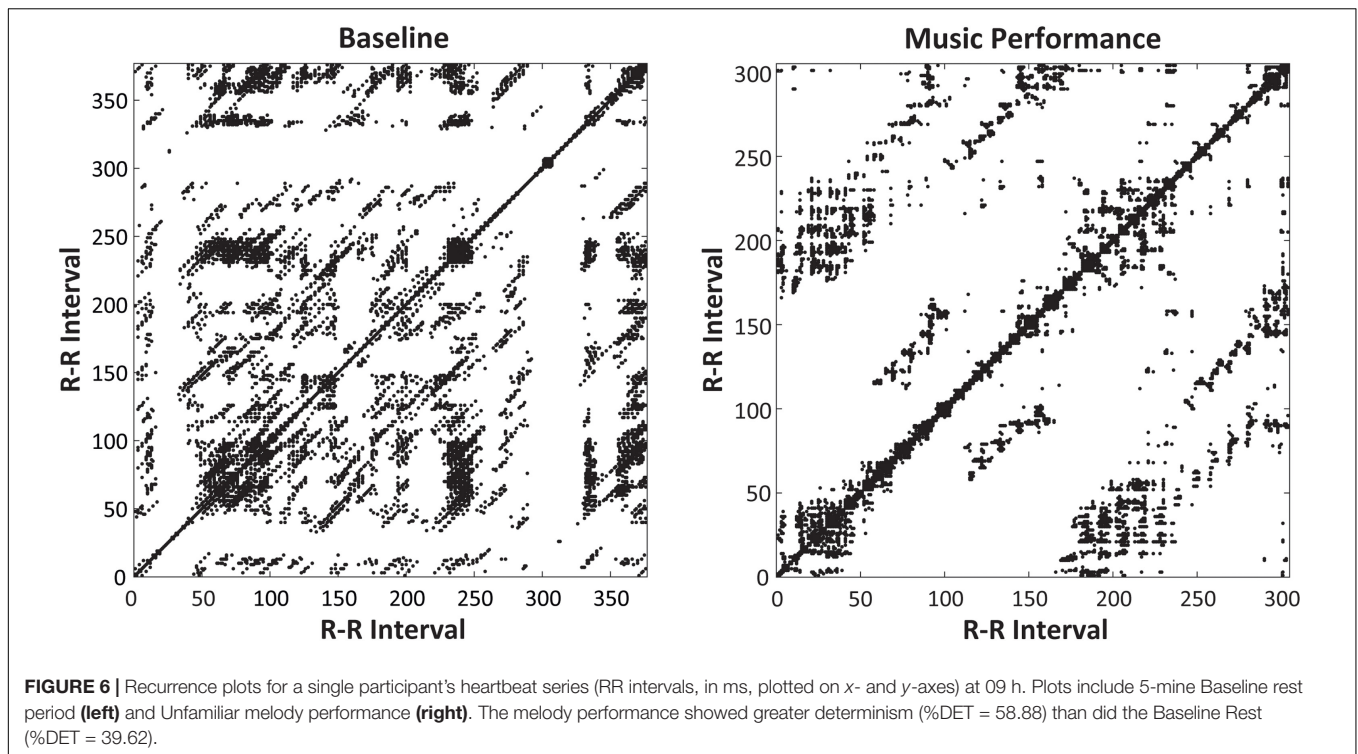 Baseline
Music Performance
350
300
250
200
150
100
50
0
R-R Interval
0 50 100 150 200 250 300 350
R-R Interval
300
250
200
150
100
50
0
R-R Interval
0 50 100 150 200 250 300
R-R Interval
FIGURE 6 | Recurrence plots for a single participant's heartbeat series (RR intervals, in ms, plotted on x- and y-axes) at 09 h. Plots include 5-mine Baseline rest
period (left) and Unfamiliar melody performance (right). The melody performance showed greater determinism (%DET = 58.88) than did the Baseline Rest
(%DET = 39.62).